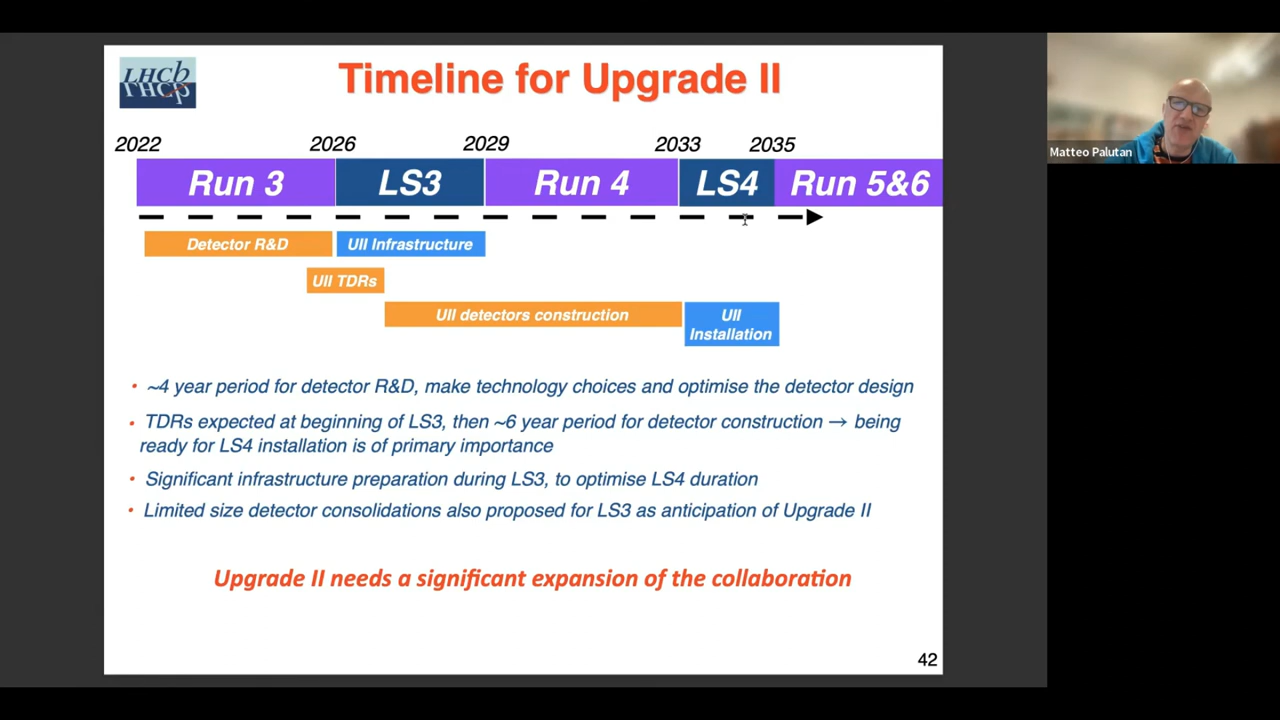 LHCb
Timeline for Upgrade II
2022 2026 2029 2033 2035
Run 3 LS3 Run 4 LS4 Run 5&6
Detector R&D UII Infrastructure
UII TDRs
UII detectors construction
UII
Installation
• ~4 year period for detector R&D, make technology choices and optimise the detector design
• TDRs expected at beginning of LS3, then ~6 year period for detector construction → being
ready for LS4 installation is of primary importance
• Significant infrastructure preparation during LS3, to optimise LS4 duration
• Limited size detector consolidations also proposed for LS3 as anticipation of Upgrade II
Upgrade II needs a significant expansion of the collaboration
42
Matteo Palutan